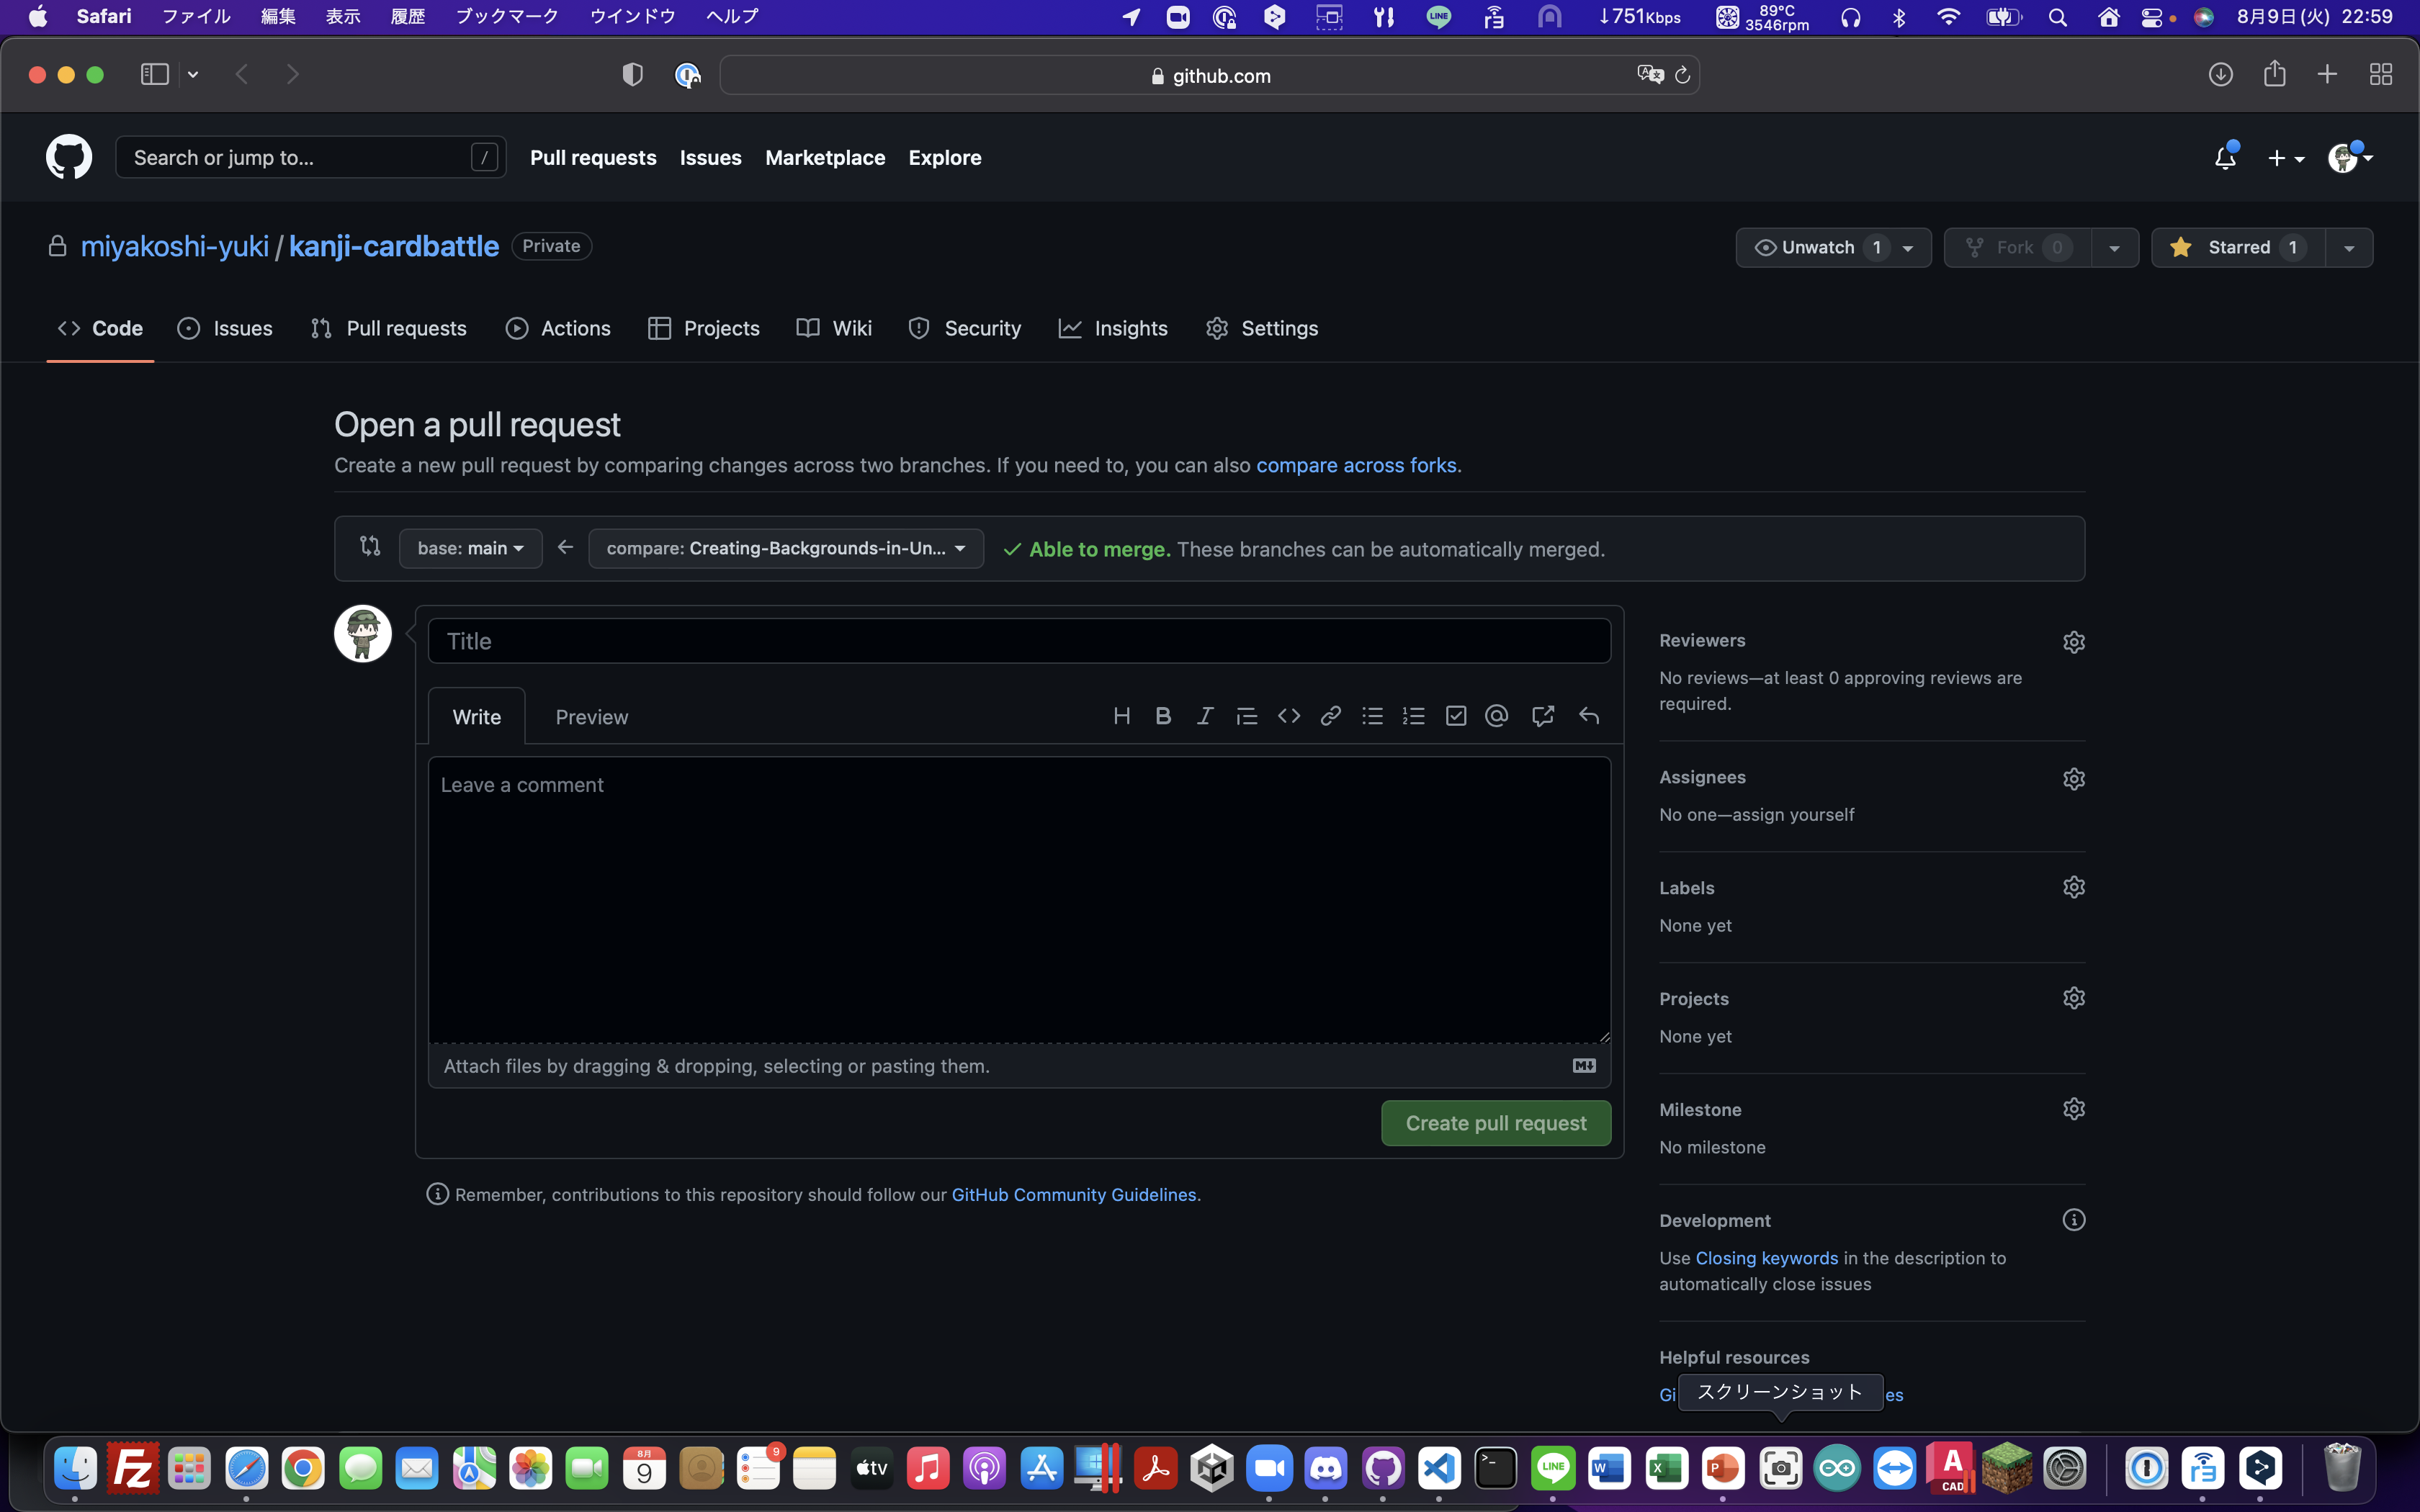 Safari ファイル 編集 表示 履歴 ブックマーク ウインドウ ヘルプ LINE ↓751Kbps 89°C 3546rpm 8月9日(火) 22:59
github.com
Search or jump to... / Pull requests Issues Marketplace Explore
miyakoshi-yuki / kanji-cardbattle Private Unwatch 1 Fork 0 Starred 1
Code Issues Pull requests Actions Projects Wiki Security Insights Settings
Open a pull request
Create a new pull request by comparing changes across two branches. If you need to, you can also compare across forks.
base: main ← compare: Creating-Backgrounds-in-Un... ✓ Able to merge. These branches can be automatically merged.
Title
Write Preview
Leave a comment
Attach files by dragging & dropping, selecting or pasting them.
Create pull request
Remember, contributions to this repository should follow our GitHub Community Guidelines.
Reviewers
No reviews—at least 0 approving reviews are
required.
Assignees
No one—assign yourself
Labels
None yet
Projects
None yet
Milestone
No milestone
Development
Use Closing keywords in the description to
automatically close issues
Helpful resources
Gi スクリーンショット es
Fz 8月 9 9 tv LINE W X P A CAD